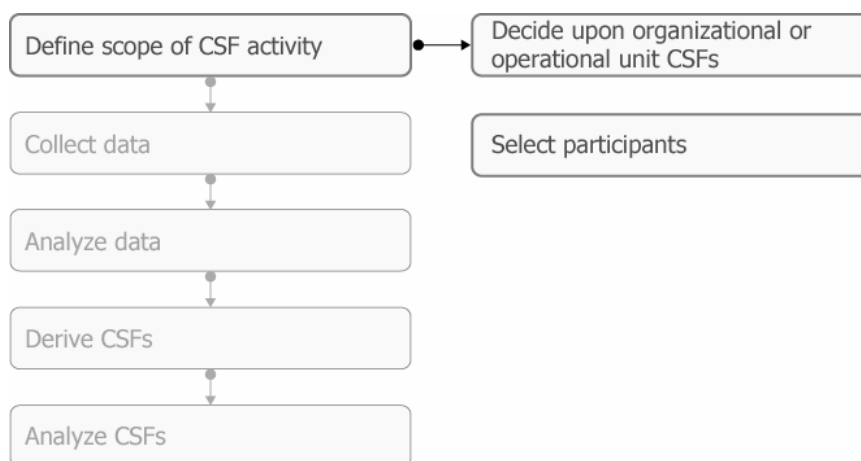 Define scope of CSF activity
Decide upon organizational or
operational unit CSFs
Collect data
Select participants
Analyze data
Derive CSFs
Analyze CSFs